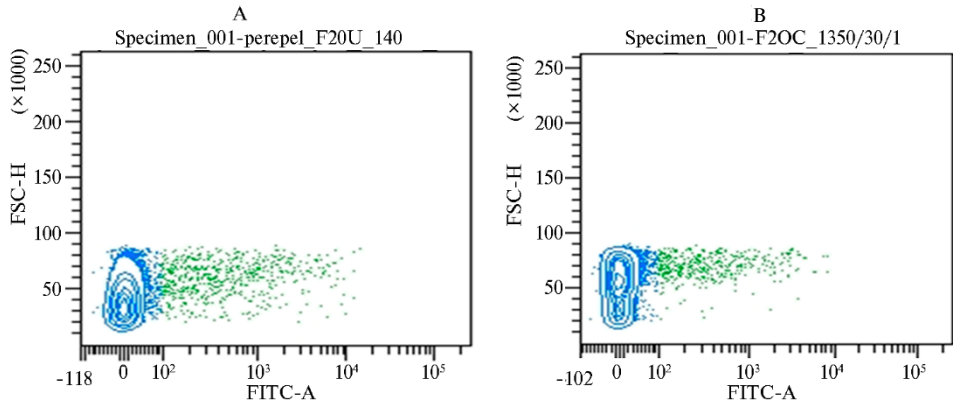 A
Specimen_001-perepel_F20U_140
FSC-H (×1000)
250
200
150
100
50
-118 0 10² 10³ 10⁴ 10⁵
FITC-A
B
Specimen_001-F2OC_1350/30/1
FSC-H (×1000)
250
200
150
100
50
-102 0 10² 10³ 10⁴ 10⁵
FITC-A